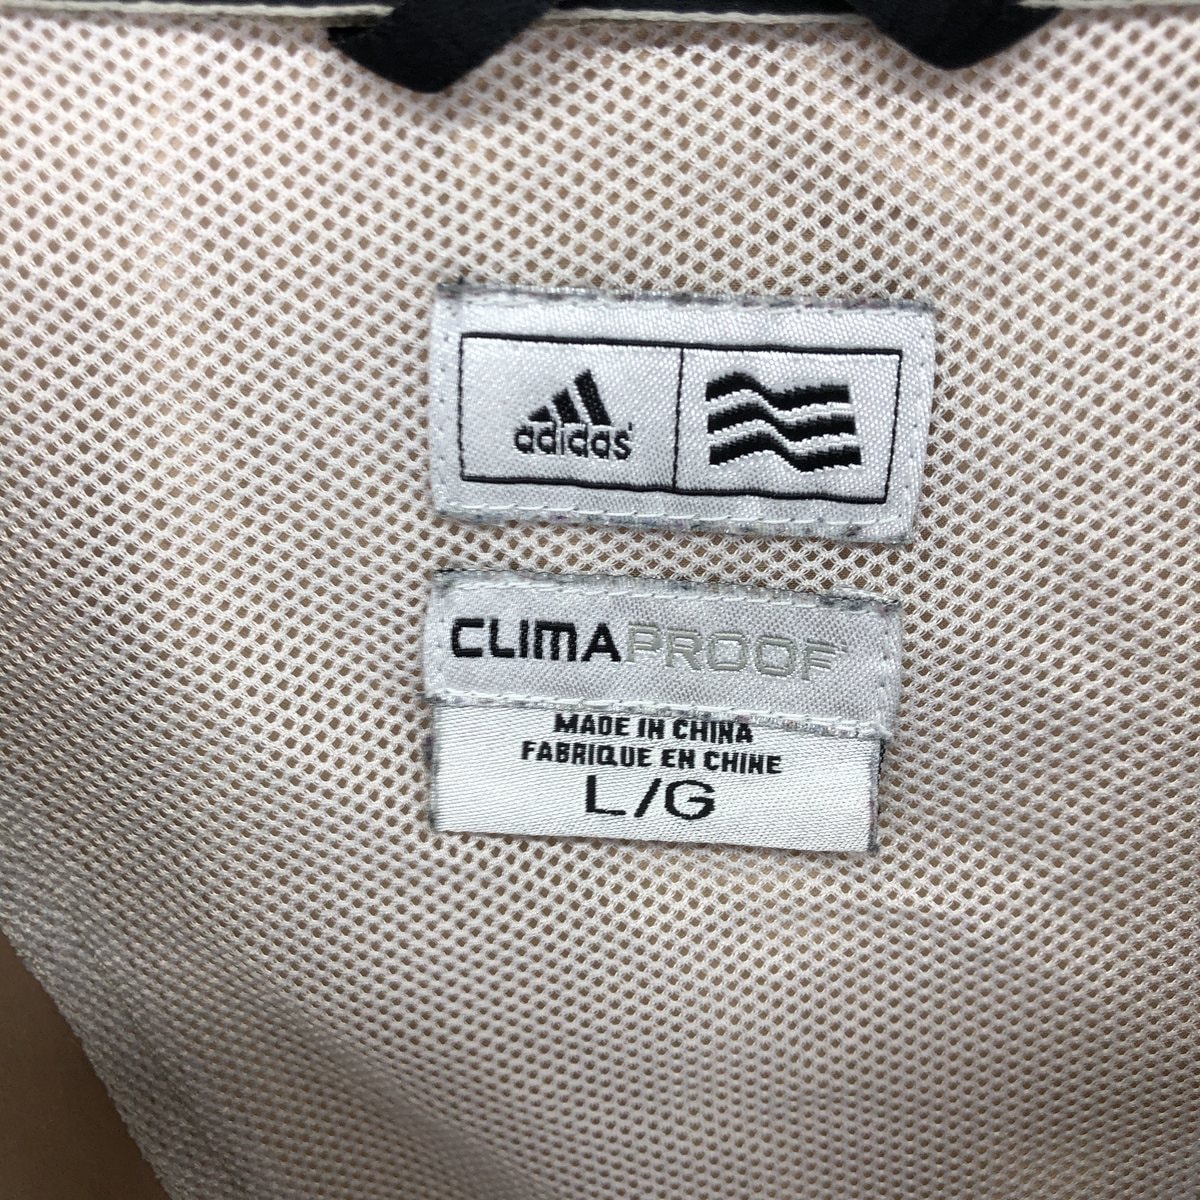 adidas
CLIMAPROOF
MADE IN CHINA
FABRIQUE EN CHINE
L/G